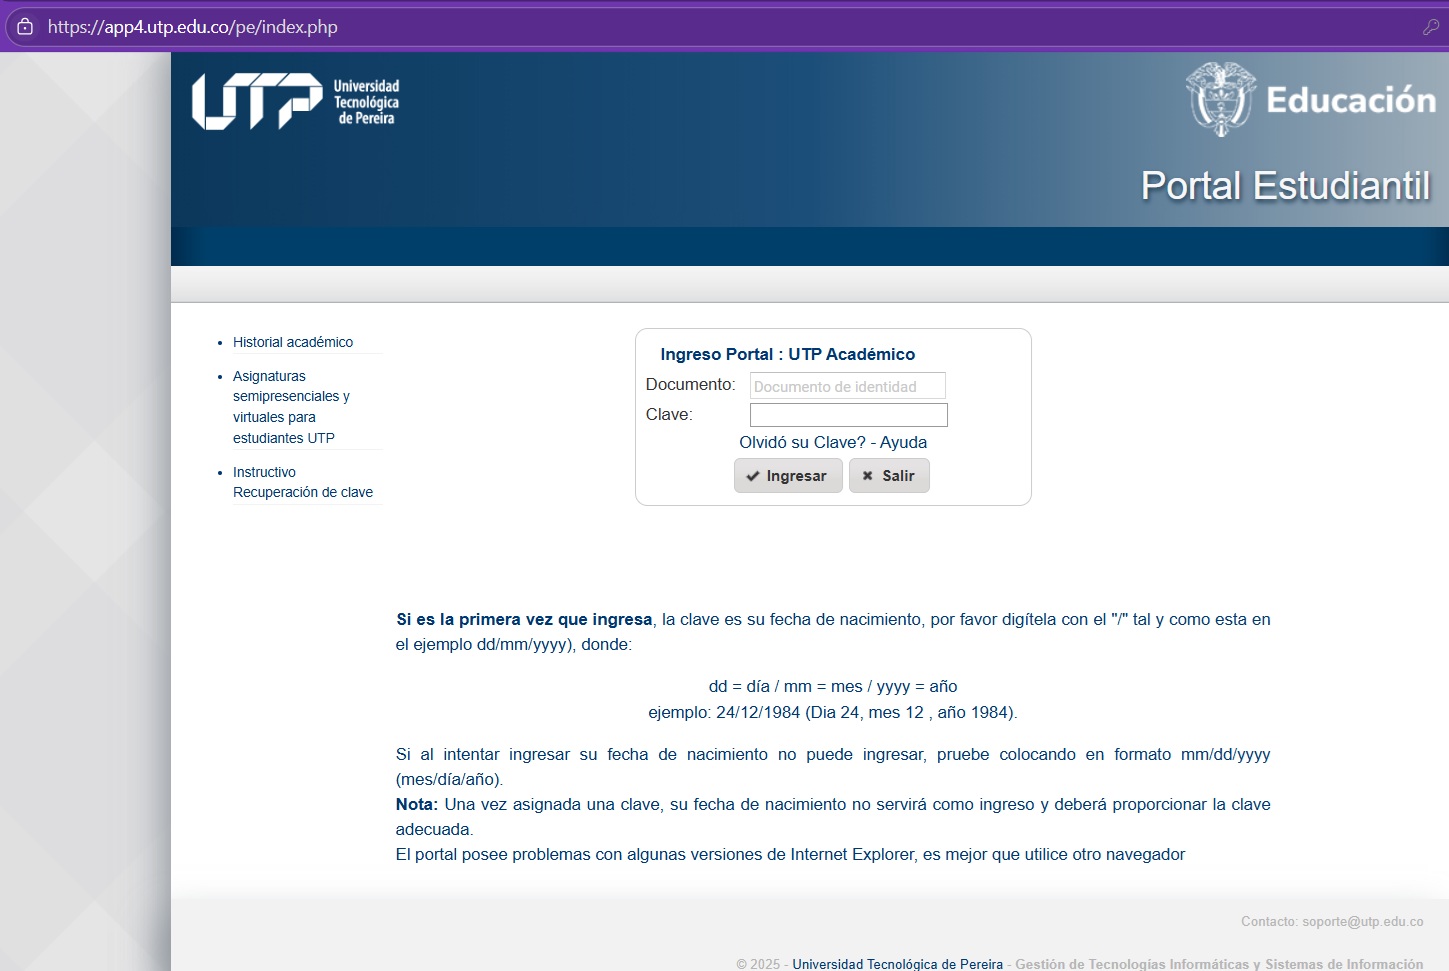 https://app4.utp.edu.co/pe/index.php
UTP
Universidad
Tecnológica
de Pereira
Educación
Portal Estudiantil
Historial académico
Asignaturas
semipresenciales y
virtuales para
estudiantes UTP
Instructivo
Recuperación de clave
Ingreso Portal : UTP Académico
Documento: Documento de identidad
Clave:
Olvidó su Clave? - Ayuda
Ingresar Salir
Si es la primera vez que ingresa, la clave es su fecha de nacimiento, por favor digítela con el "/" tal y como esta en
el ejemplo dd/mm/yyyy), donde:
dd = día / mm = mes / yyyy = año
ejemplo: 24/12/1984 (Dia 24, mes 12 , año 1984).
Si al intentar ingresar su fecha de nacimiento no puede ingresar, pruebe colocando en formato mm/dd/yyyy
(mes/día/año).
Nota: Una vez asignada una clave, su fecha de nacimiento no servirá como ingreso y deberá proporcionar la clave
adecuada.
El portal posee problemas con algunas versiones de Internet Explorer, es mejor que utilice otro navegador
Contacto: soporte@utp.edu.co
© 2025 - Universidad Tecnológica de Pereira - Gestión de Tecnologías Informáticas y Sistemas de Información